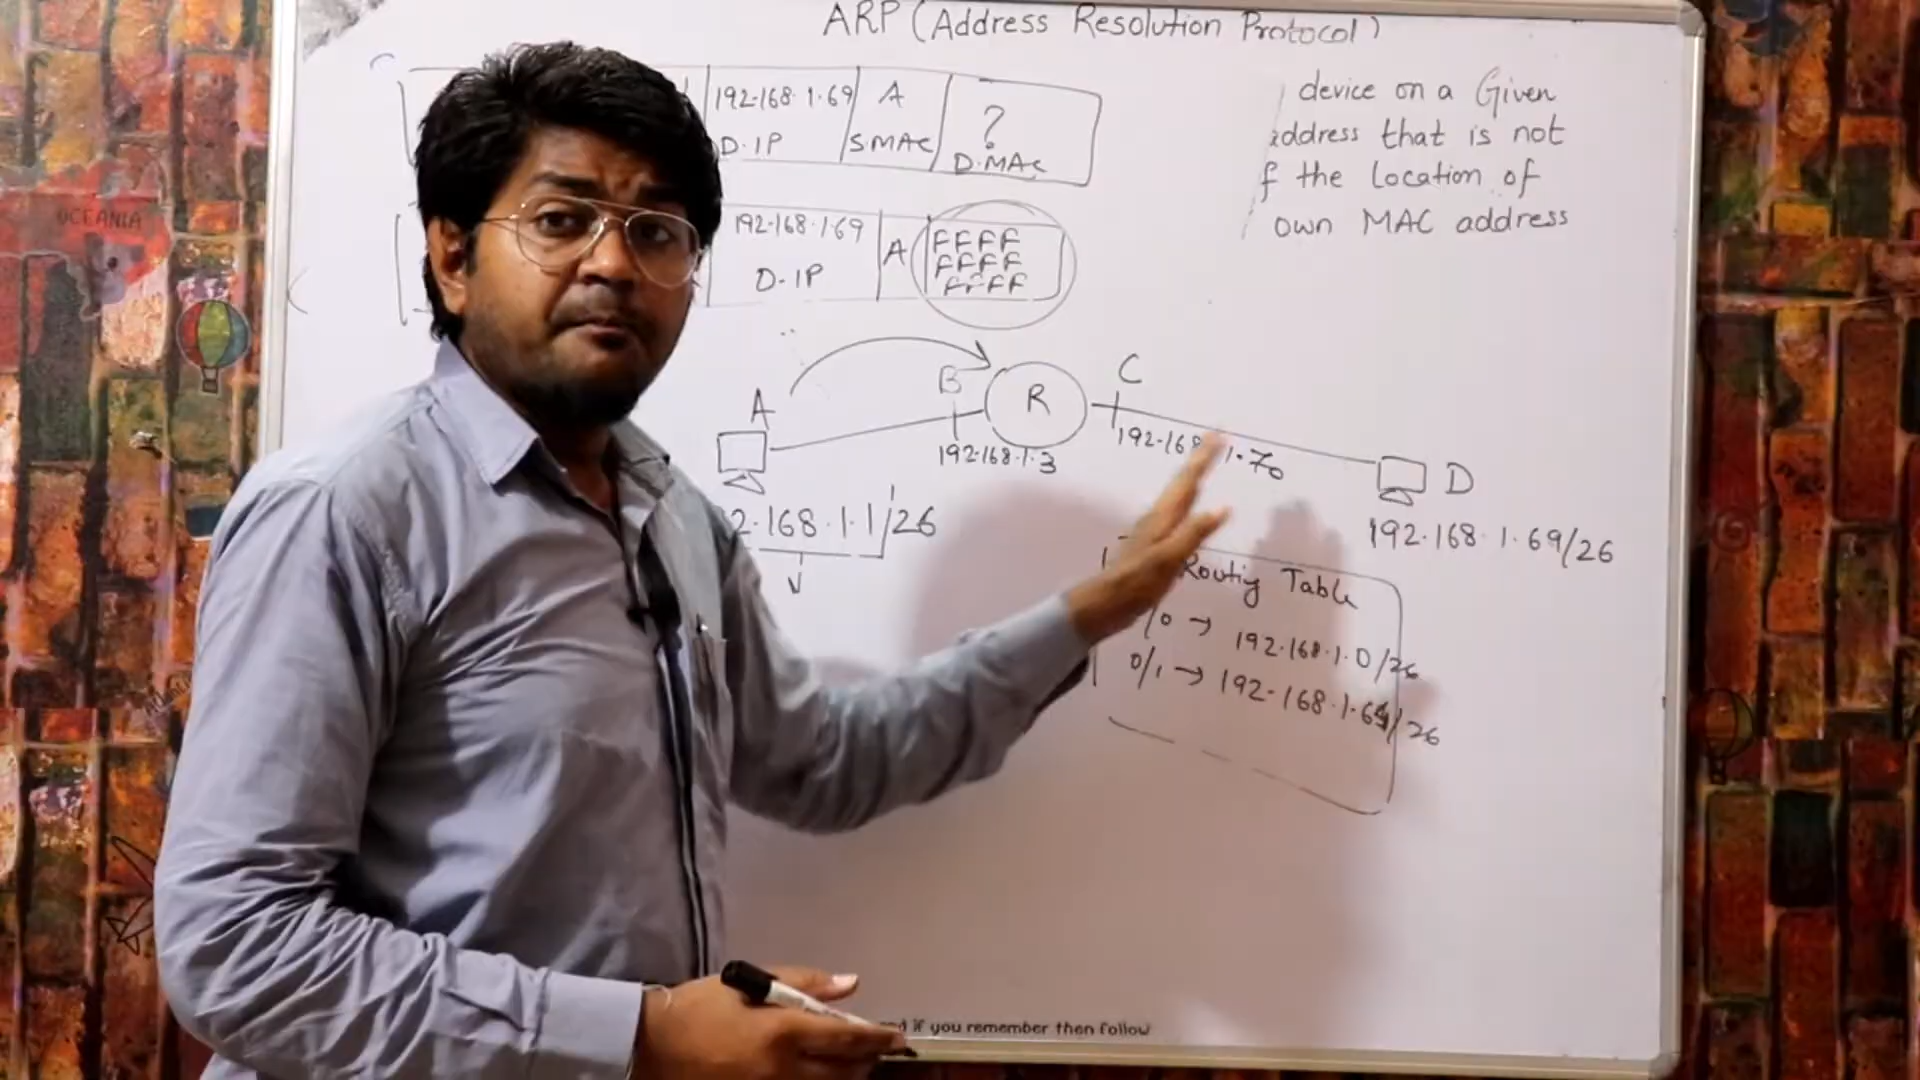 ARP (Address Resolution Protocol)
192.168.1.69 A ?
D.IP S.MAC D.MAC
device on a Given
address that is not
f the Location of
own MAC address
192.168.1.69 A FFFF
FFFF
D.IP FFFF
A B R C D
192.168.1.3
192.168 1.70
2.168.1.1/26
192.168.1.69/26
Routig Table
/0 → 192.168.1.0/26
0/1 → 192.168.1.64/26
OCEANIA
if you remember then follow